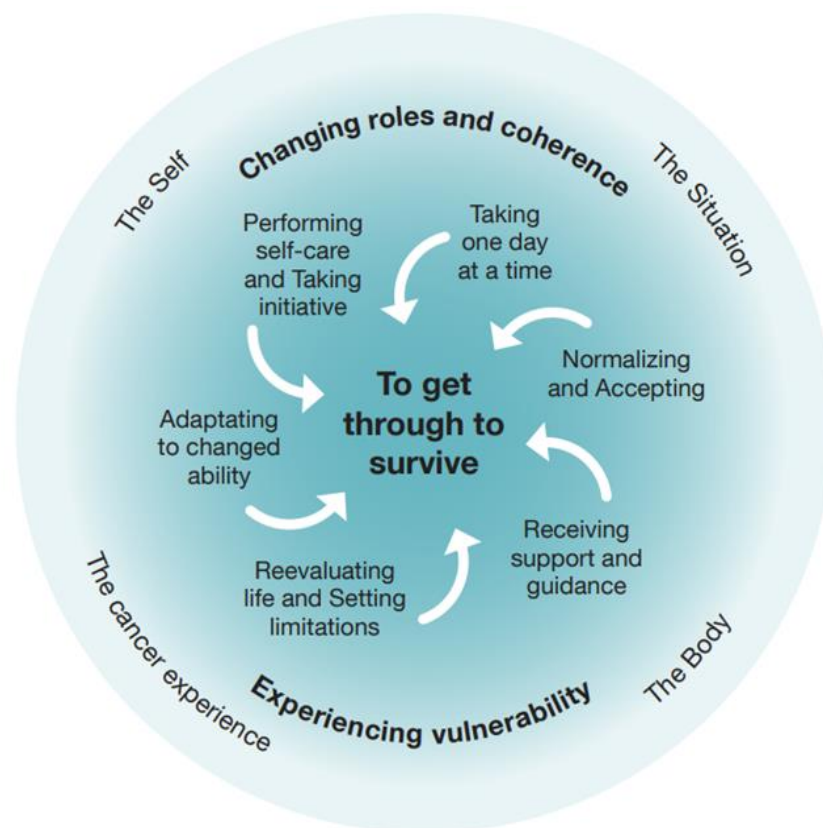 Changing roles and coherence
The Self
The Situation
Performing
self-care
and Taking
initiative
Taking
one day
at a time
Normalizing
and Accepting
To get
through to
survive
Adaptating
to changed
ability
Receiving
support and
guidance
Reevaluating
life and Setting
limitations
The cancer experience
The Body
Experiencing vulnerability